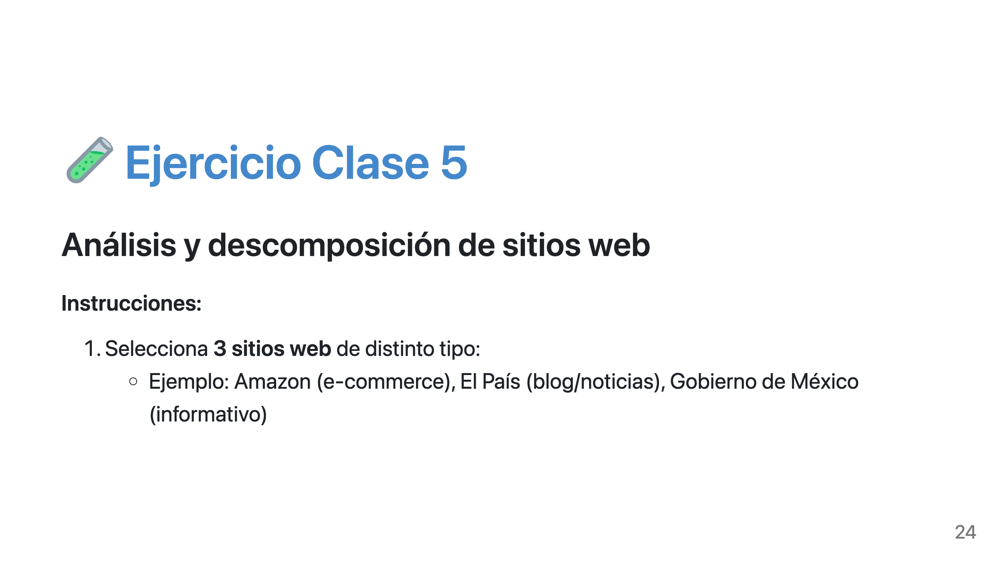 Ejercicio Clase 5
Análisis y descomposición de sitios web
Instrucciones:
1. Selecciona 3 sitios web de distinto tipo:
○ Ejemplo: Amazon (e-commerce), El País (blog/noticias), Gobierno de México
(informativo)
24